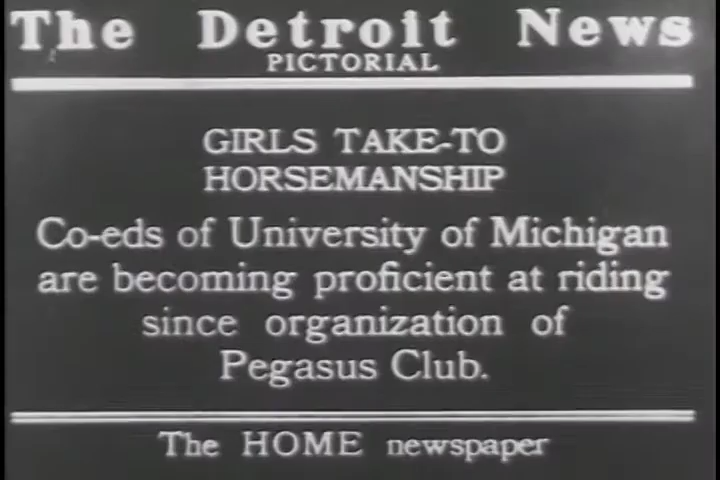 The Detroit News
PICTORIAL
GIRLS TAKE-TO
HORSEMANSHIP
Co-eds of University of Michigan
are becoming proficient at riding
since organization of
Pegasus Club.
The HOME newspaper